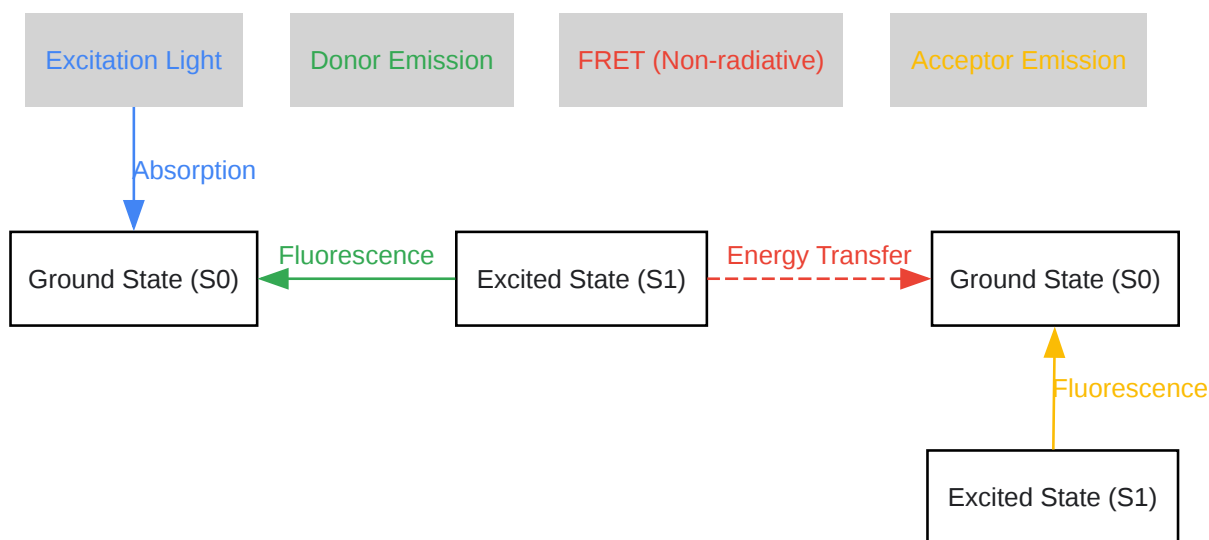 Excitation Light
Donor Emission
FRET (Non-radiative)
Acceptor Emission
Absorption
Fluorescence
Energy Transfer
Ground State (S0)
Excited State (S1)
Ground State (S0)
Fluorescence
Excited State (S1)